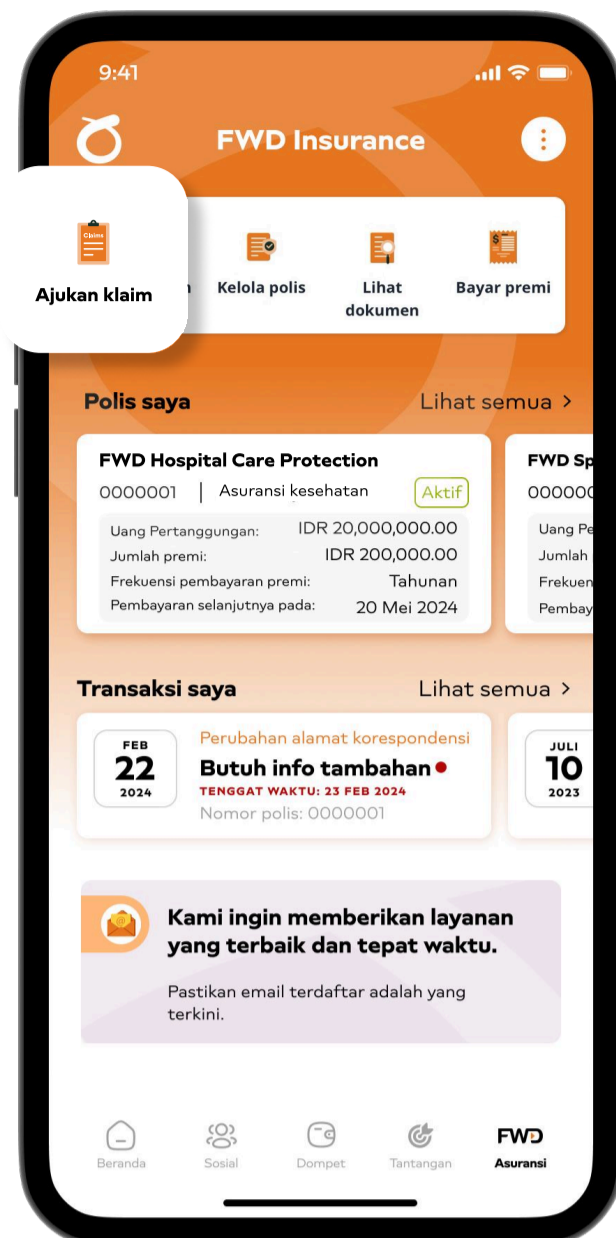 9:41
FWD Insurance
Claims
Ajukan klaim
Kelola polis
Lihat
dokumen
Bayar premi
Polis saya
Lihat semua >
FWD Hospital Care Protection
0000001 | Asuransi kesehatan
Aktif
Uang Pertanggungan: IDR 20,000,000.00
Jumlah premi: IDR 200,000.00
Frekuensi pembayaran premi: Tahunan
Pembayaran selanjutnya pada: 20 Mei 2024
FWD
Jumlah
Transaksi saya
Lihat semua >
FEB
22
2024
Perubahan alamat korespondensi
Butuh info tambahan
TENGGAT WAKTU: 23 FEB 2024
Nomor polis: 0000001
JULI
10
2023
Kami ingin memberikan layanan
yang terbaik dan tepat waktu.
Pastikan email terdaftar adalah yang
terkini.
Beranda
Sosial
Dompet
Tantangan
FWD
Asuransi